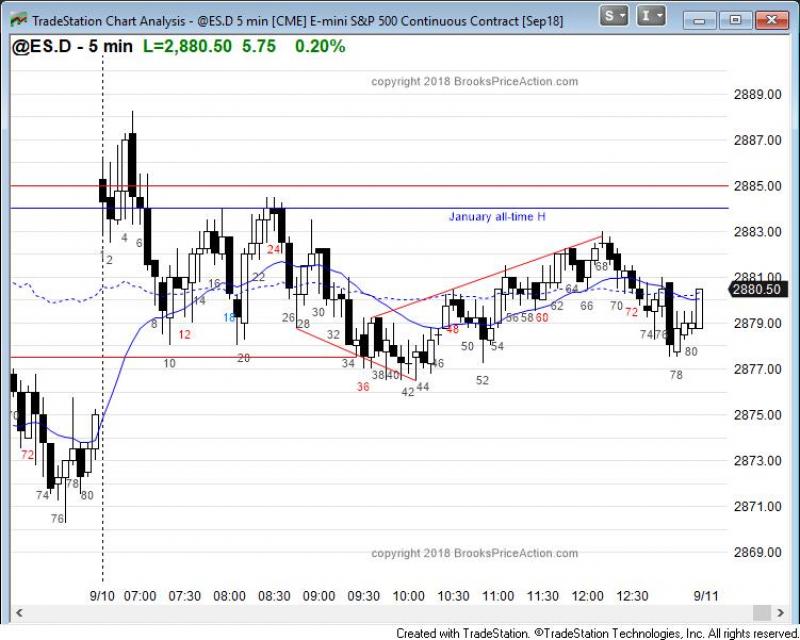 TradeStation Chart Analysis - @ES.D 5 min [CME] E-mini S&P 500 Continuous Contract [Sep18]
S I
@ES.D - 5 min L=2,880.50 5.75 0.20%
copyright 2018 BrooksPriceAction.com
2889.00
2887.00
2885.00
January all-time H
2883.00
2881.00
2880.50
2879.00
2877.00
2875.00
2873.00
2871.00
2869.00
2 4 6
8 10 12 14 16 18 20 22 24
26 28 30 32 34 36 38 40 42 44 46
48 50 52 54 56 58 60 62 64 66 68 70 72 74 76 78 80
70 72 74 76 78 80
copyright 2018 BrooksPriceAction.com
9/10 07:00 07:30 08:00 08:30 09:00 09:30 10:00 10:30 11:00 11:30 12:00 12:30 9/11
Created with TradeStation. ©TradeStation Technologies, Inc. All rights reserved.